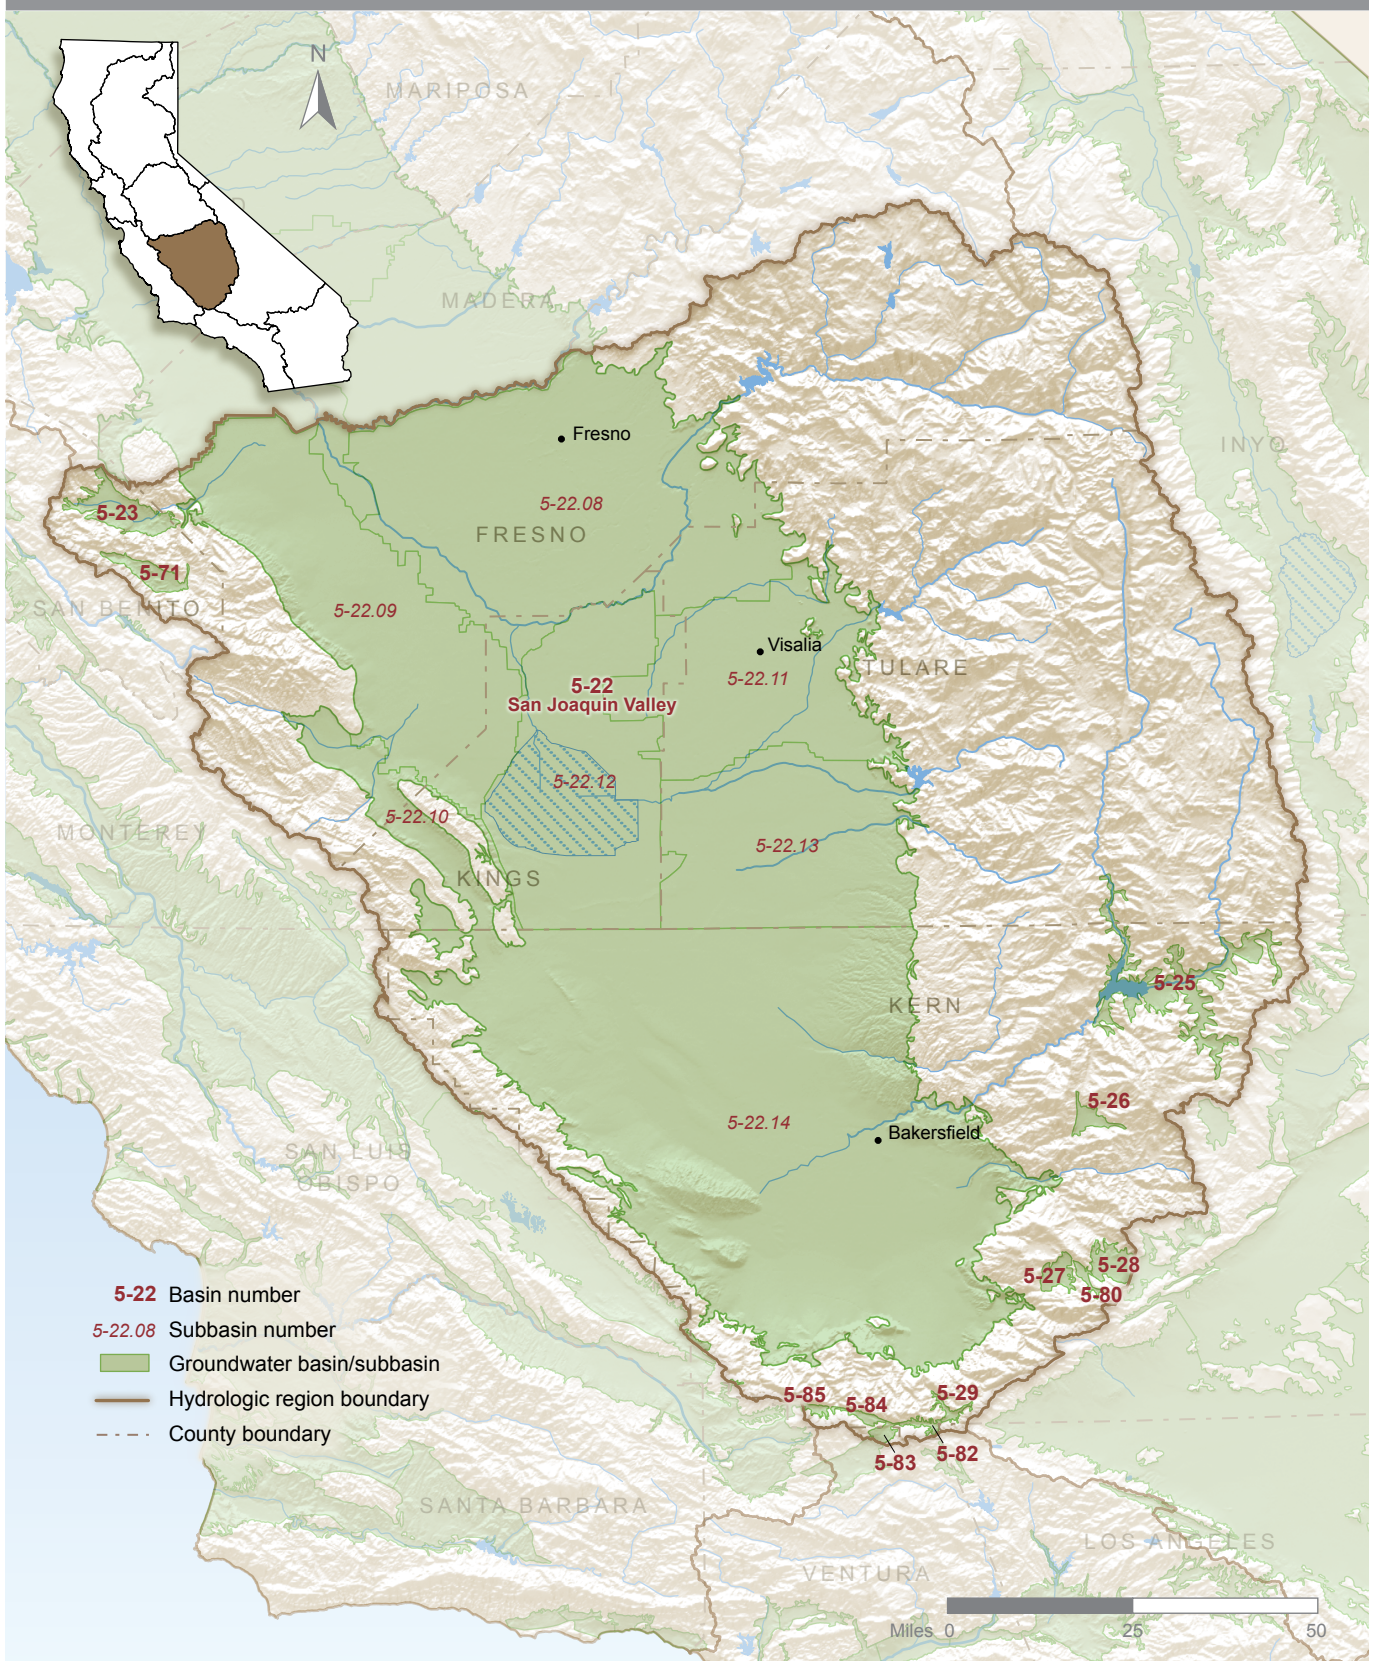 N
MARIPOSA
MADERA
INYO
Fresno
5-22.08
FRESNO
5-23
5-71
SAN BENITO
5-22.09
Visalia
TULARE
5-22.11
5-22
San Joaquin Valley
5-22.12
5-22.10
MONTEREY
5-22.13
KINGS
5-25
KERN
5-26
5-22.14
Bakersfield
SAN LUIS
OBISPO
5-28
5-27
5-80
5-22 Basin number
5-22.08 Subbasin number
Groundwater basin/subbasin
Hydrologic region boundary
County boundary
5-85
5-84
5-29
5-83
5-82
SANTA BARBARA
LOS ANGELES
VENTURA
Miles 0 25 50